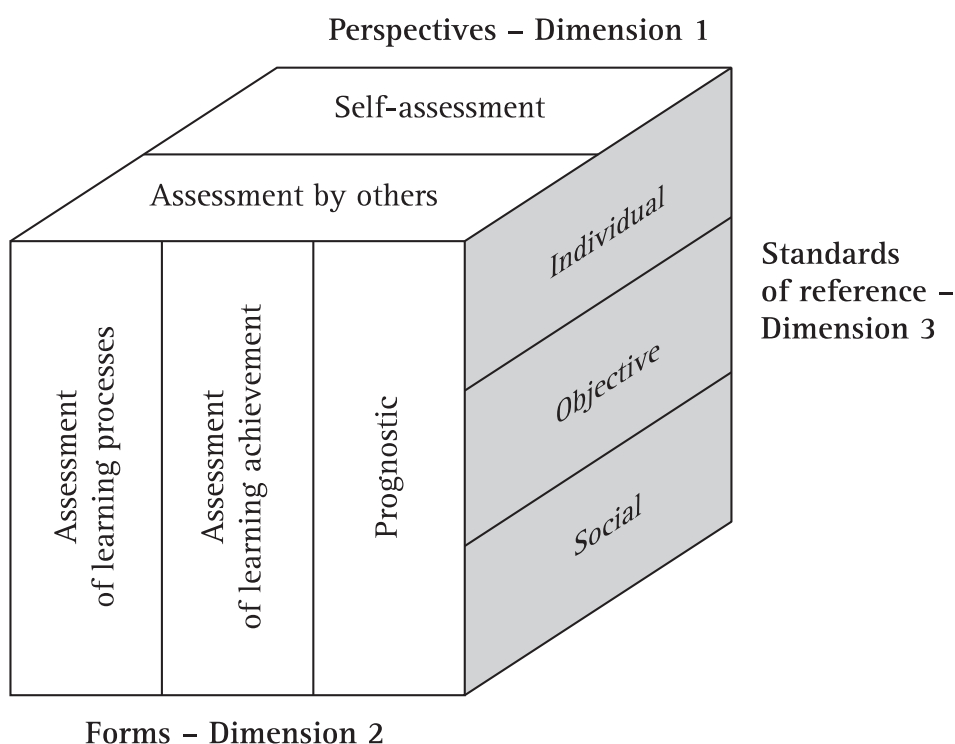 Perspectives – Dimension 1
Self-assessment
Assessment by others
Individual
Objective
Social
Standards
of reference –
Dimension 3
Assessment
of learning processes
Assessment
of learning achievement
Prognostic
Forms – Dimension 2